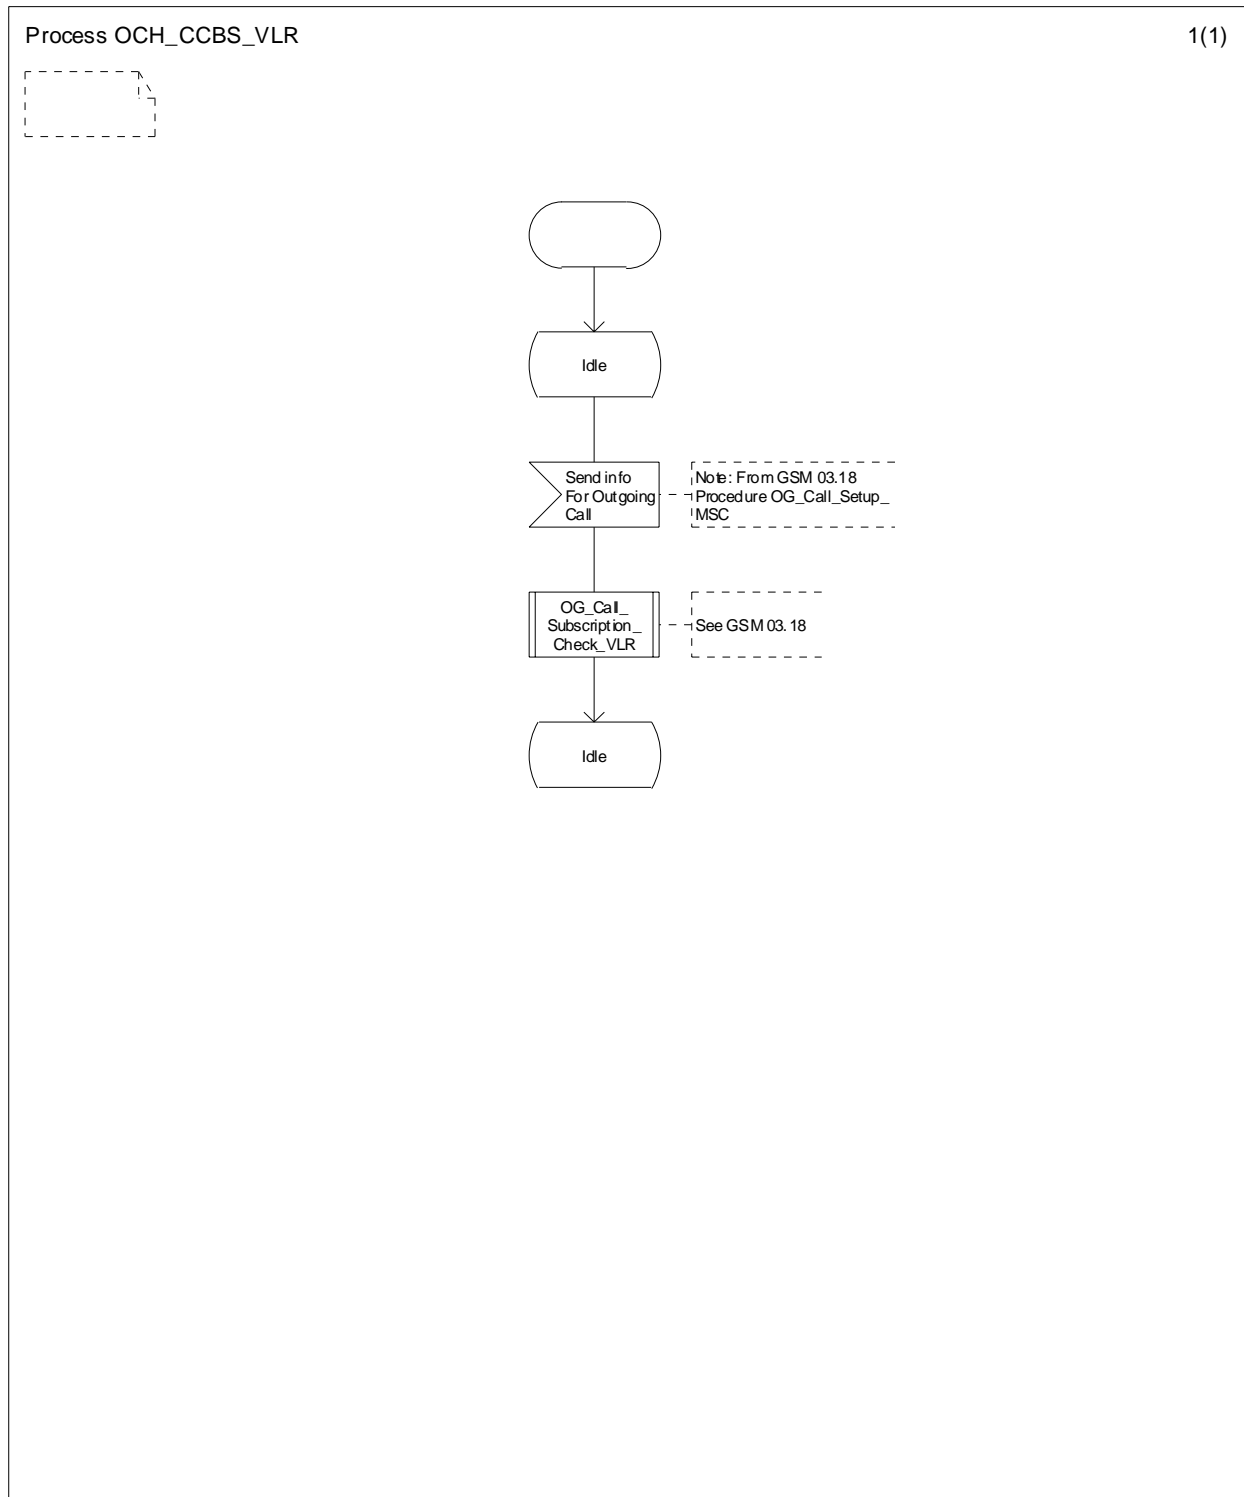 Process OCH_CCBS_VLR
1(1)
Idle
Send info
For Outgoing
Call
Note: From GSM 03.18
Procedure OG_Call_Setup_
MSC
OG_Call_
Subscription_
Check_VLR
See GSM 03.18
Idle